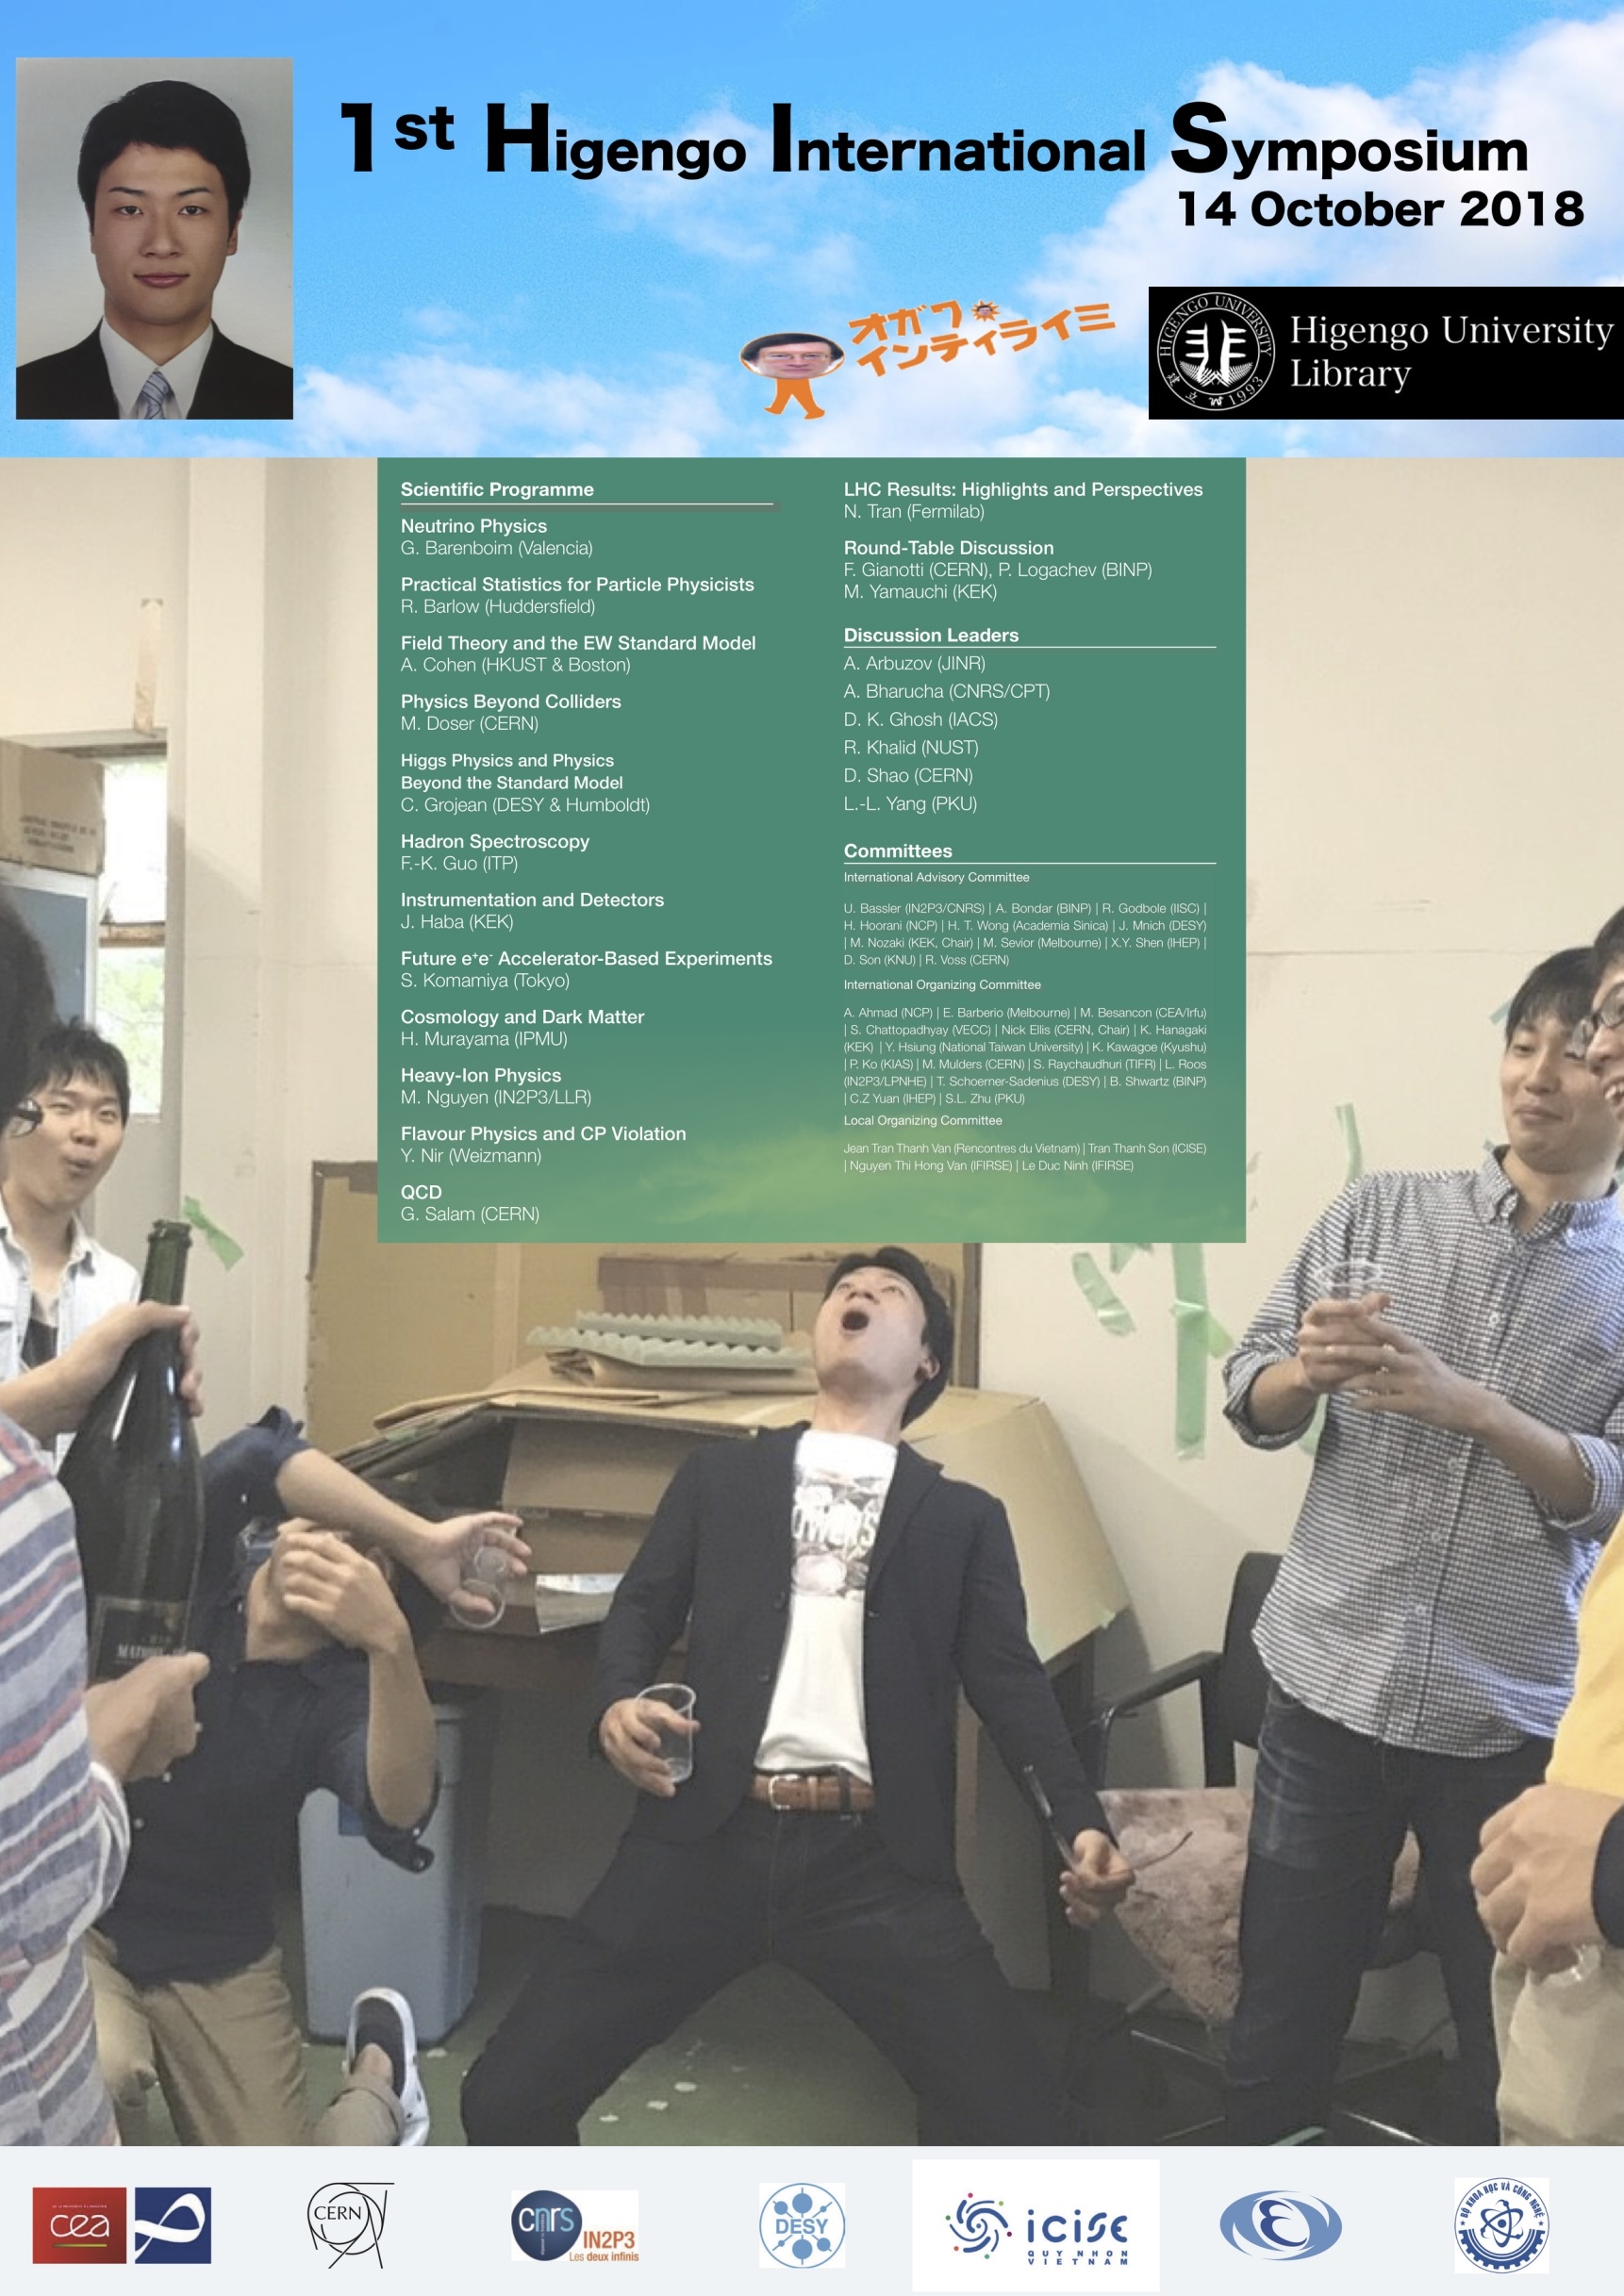 1st Higengo International Symposium
14 October 2018
オガワ
インティライミ
HIGENGO UNIVERSITY
1993
Higengo University
Library
Scientific Programme
Neutrino Physics
G. Barenboim (Valencia)
Practical Statistics for Particle Physicists
R. Barlow (Huddersfield)
Field Theory and the EW Standard Model
A. Cohen (HKUST & Boston)
Physics Beyond Colliders
M. Doser (CERN)
Higgs Physics and Physics
Beyond the Standard Model
C. Grojean (DESY & Humboldt)
Hadron Spectroscopy
F.-K. Guo (ITP)
Instrumentation and Detectors
J. Haba (KEK)
Future e⁺e⁻ Accelerator-Based Experiments
S. Komamiya (Tokyo)
Cosmology and Dark Matter
H. Murayama (IPMU)
Heavy-Ion Physics
M. Nguyen (IN2P3/LLR)
Flavour Physics and CP Violation
Y. Nir (Weizmann)
QCD
G. Salam (CERN)
LHC Results: Highlights and Perspectives
N. Tran (Fermilab)
Round-Table Discussion
F. Gianotti (CERN), P. Logachev (BINP)
M. Yamauchi (KEK)
Discussion Leaders
A. Arbuzov (JINR)
A. Bharucha (CNRS/CPT)
D. K. Ghosh (IACS)
R. Khalid (NUST)
D. Shao (CERN)
L.-L. Yang (PKU)
Committees
International Advisory Committee
U. Bassler (IN2P3/CNRS) | A. Bondar (BINP) | R. Godbole (IISC) |
H. Hoorani (NCP) | H. T. Wong (Academia Sinica) | J. Mnich (DESY)
| M. Nozaki (KEK, Chair) | M. Sevior (Melbourne) | X.Y. Shen (IHEP) |
D. Son (KNU) | R. Voss (CERN)
International Organizing Committee
A. Ahmad (NCP) | E. Barberio (Melbourne) | M. Besancon (CEA/Irfu)
| S. Chattopadhyay (VECC) | Nick Ellis (CERN, Chair) | K. Hanagaki
(KEK) | Y. Hsiung (National Taiwan University) | K. Kawagoe (Kyushu)
| P. Ko (KIAS) | M. Mulders (CERN) | S. Raychaudhuri (TIFR) | L. Roos
(IN2P3/LPNHE) | T. Schoerner-Sadenius (DESY) | B. Shwartz (BINP)
| C.Z Yuan (IHEP) | S.L. Zhu (PKU)
Local Organizing Committee
Jean Tran Thanh Van (Rencontres du Vietnam) | Tran Thanh Son (ICISE)
| Nguyen Thi Hong Van (IFIRSE) | Le Duc Ninh (IFIRSE)
cea
CERN
cnrs
IN2P3
Les deux infinis
DESY
icise
QUY NHON
VIETNAM
BỘ KHOA HỌC VÀ CÔNG NGHỆ